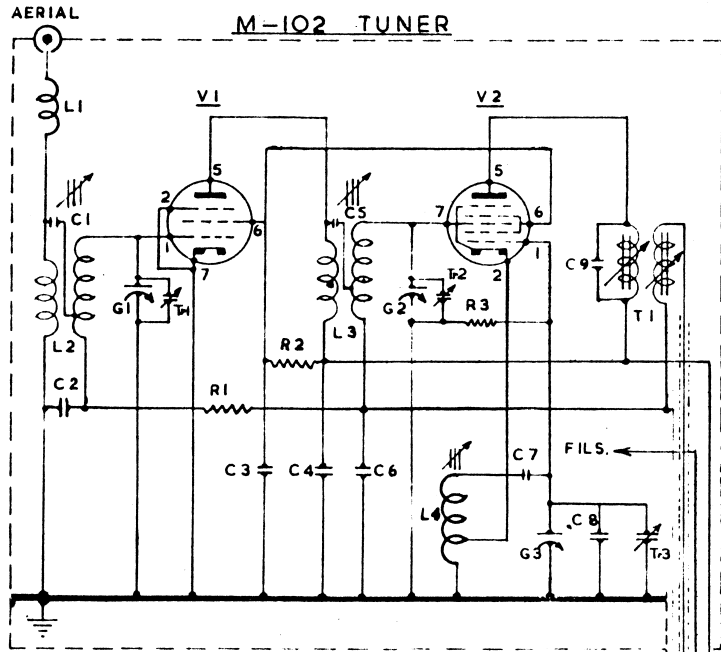 AERIAL
M-102 TUNER
L1
V1
V2
5
5
2
C1
6
1
7
C5
7
6
1
2
C9
G1
Tr1
G2
Tr2
R3
T1
L2
L3
R2
C2
R1
C3
C4
C6
C7
FILS.
L4
C8
G3
Tr3